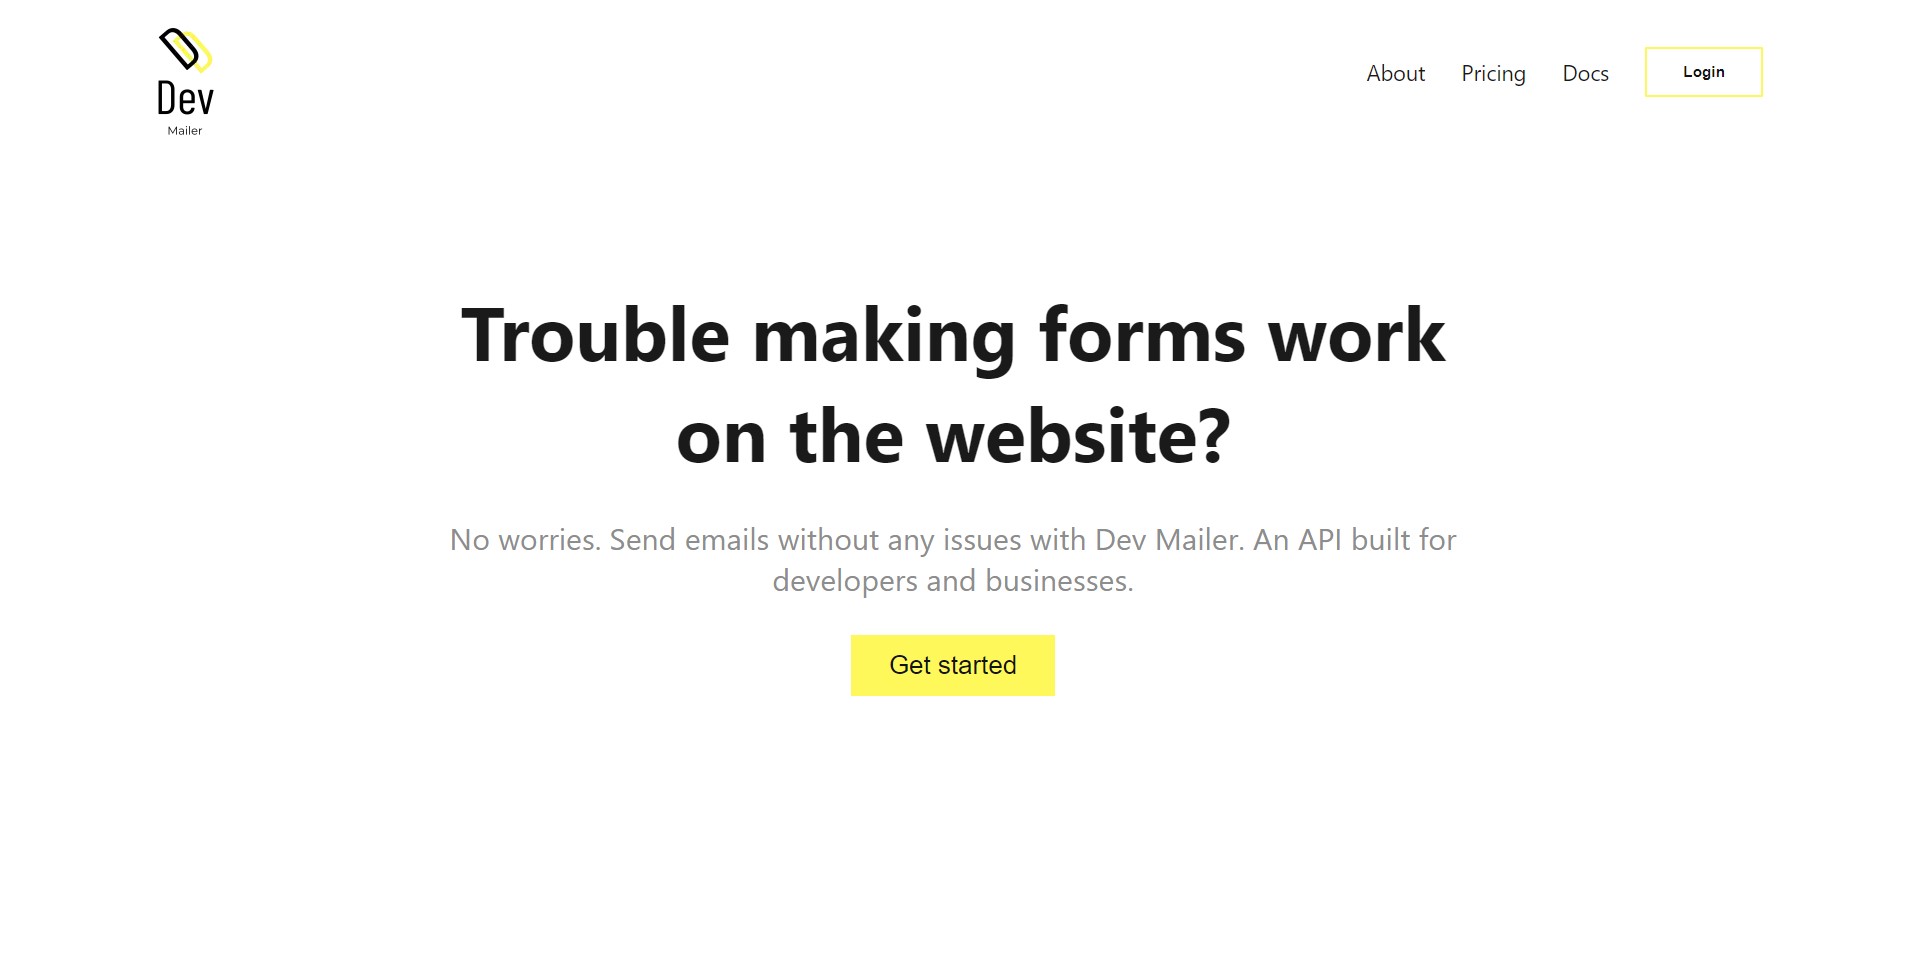 Dev
Mailer
About Pricing Docs Login
Trouble making forms work
on the website?
No worries. Send emails without any issues with Dev Mailer. An API built for
developers and businesses.
Get started